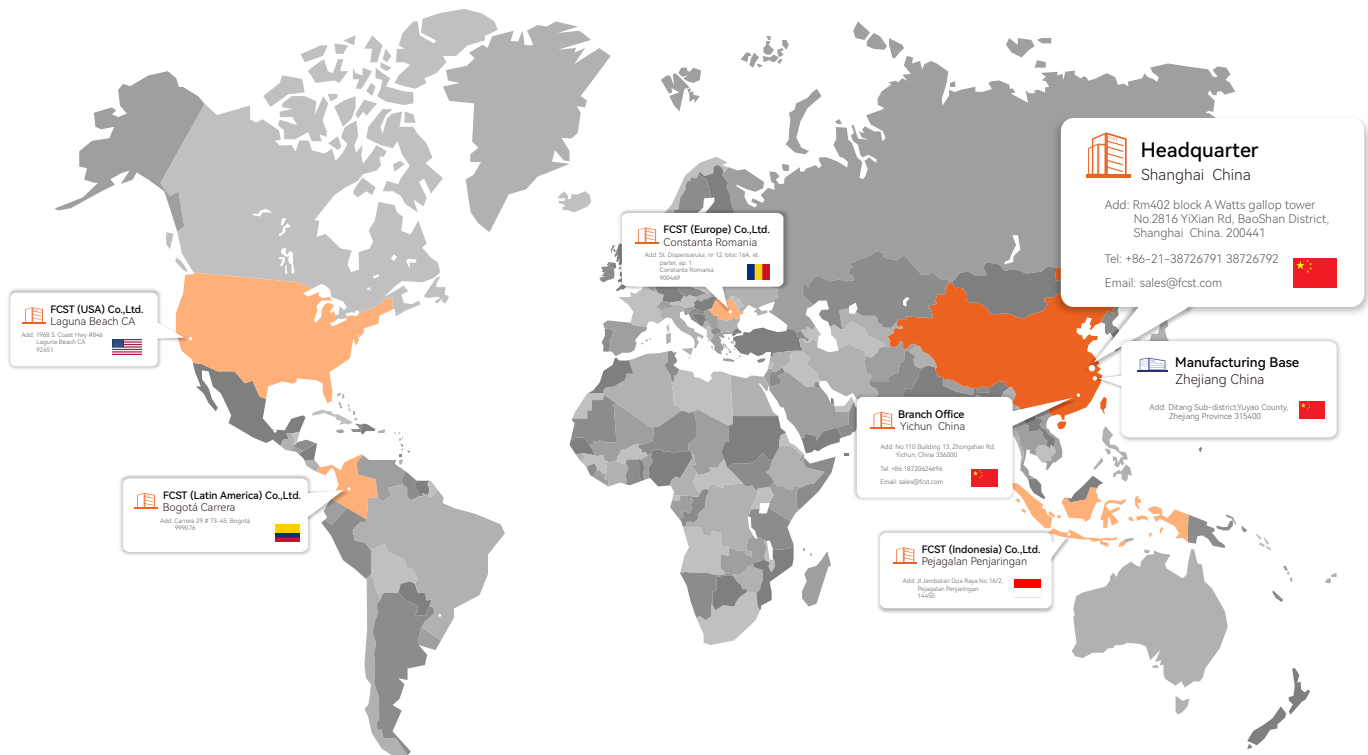 Headquarter
Shanghai China
Add: Rm402 block A Watts gallop tower
No.2816 YiXian Rd, BaoShan District,
Shanghai China. 200441
Tel: +86-21-38726791 38726792
Email: sales@fcst.com
FCST (Europe) Co.,Ltd.
Constanta Romania
Add: St. Dispensarului, nr 12, bloc 16A, et.
parter, ap. 1
Constanta Romania
900469
FCST (USA) Co.,Ltd.
Laguna Beach CA
Add: 1968 S. Coast Hwy #846
Laguna Beach CA
92651
Manufacturing Base
Zhejiang China
Add: Ditang Sub-district,Yuyao County,
Zhejiang Province 315400
Branch Office
Yichun China
Add: No.110 Building 13, Zhongshan Rd,
Yichun, China 336000
Tel: +86 18720624696
Email: sales@fcst.com
FCST (Latin America) Co.,Ltd.
Bogotá Carrera
Add: Carrera 29 # 73-45, Bogotá
999076
FCST (Indonesia) Co.,Ltd.
Pejagalan Penjaringan
Add: Jl Jembatan Dua Raya No 16/2,
Pejagalan Penjaringan
14450